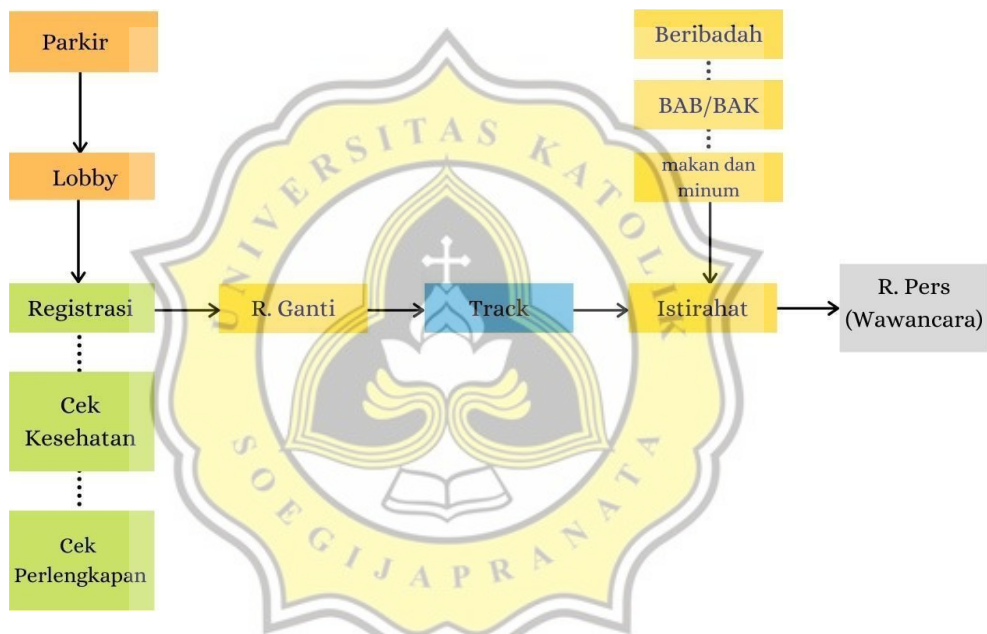 Parkir
Beribadah
BAB/BAK
Lobby
makan dan
minum
Registrasi
R. Ganti
Track
Istirahat
R. Pers
(Wawancara)
Cek
Kesehatan
Cek
Perlengkapan
UNIVERSITAS KATOLIK
SOEGIJAPRANATA